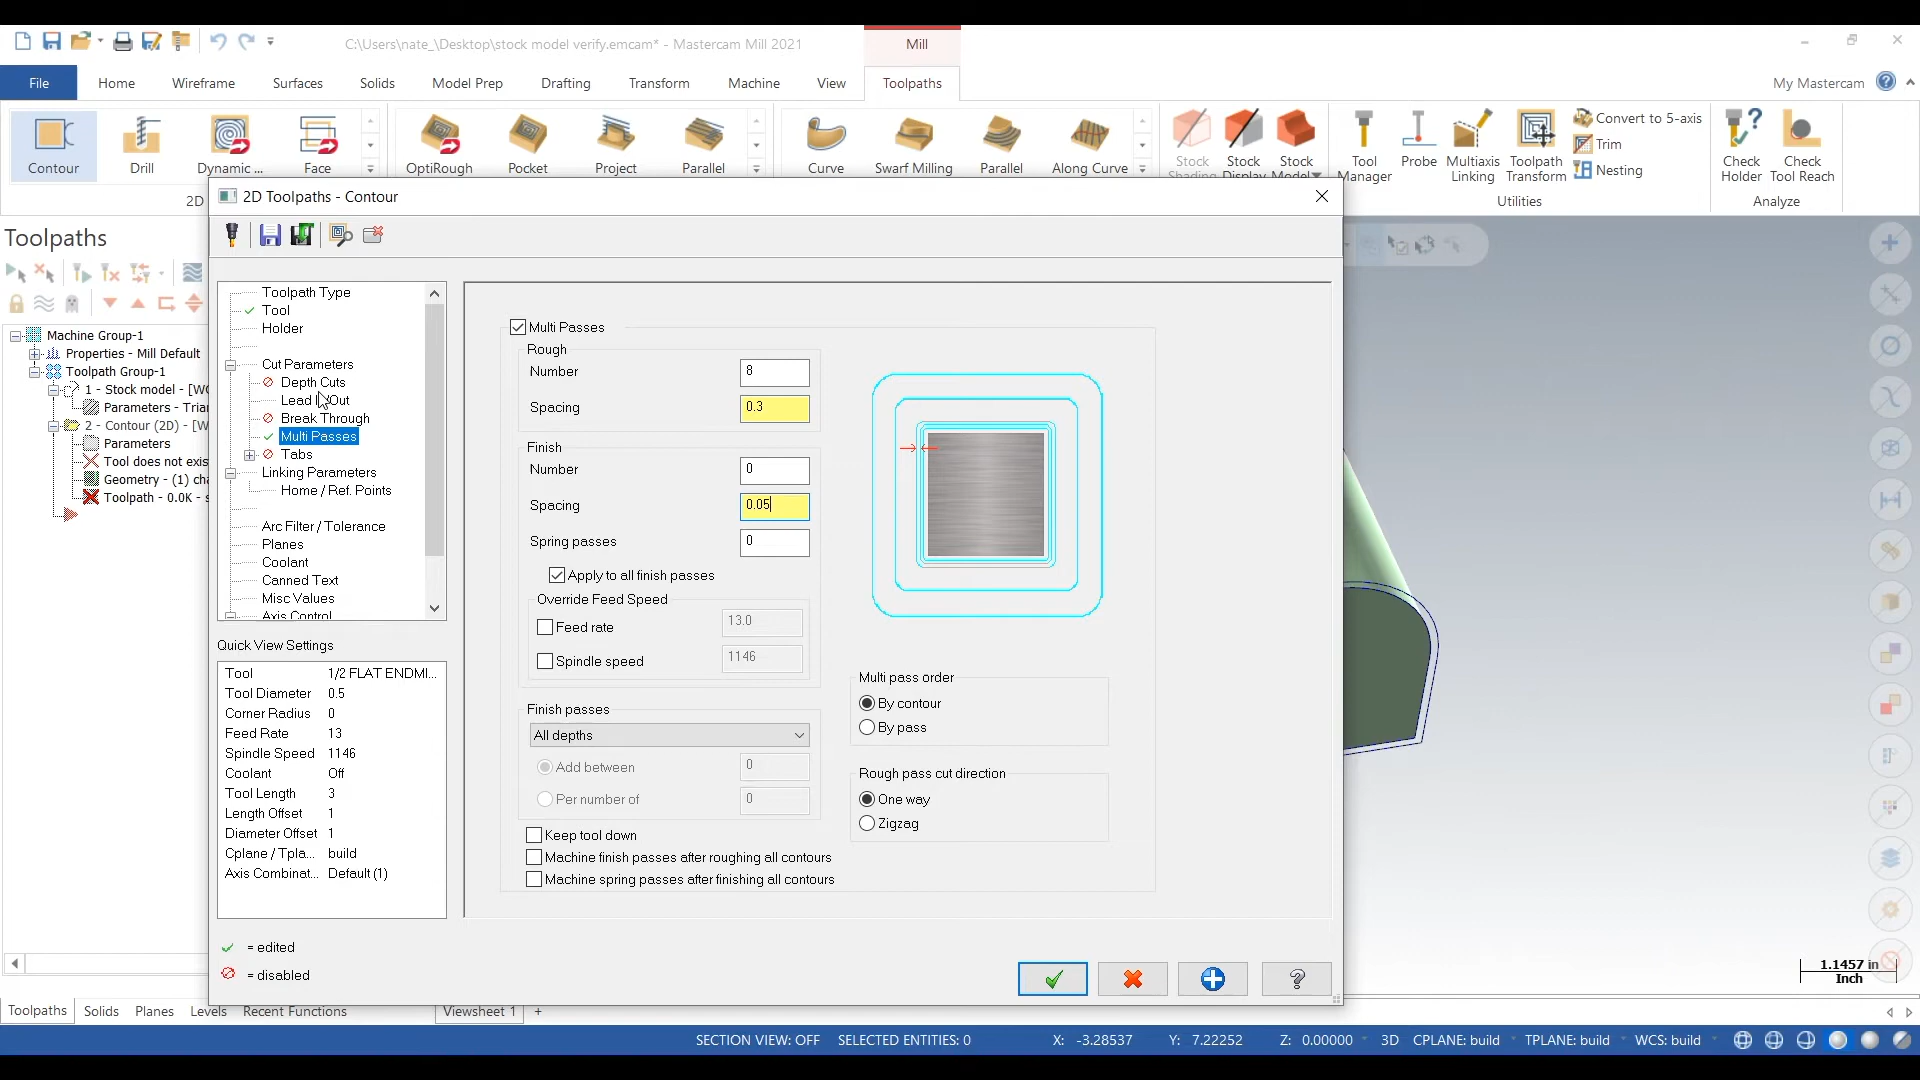 C:\Users\nate_\Desktop\stock model verify.emcam* - Mastercam Mill 2021
Mill
File
Home
Wireframe
Surfaces
Solids
Model Prep
Drafting
Transform
Machine
View
Toolpaths
My Mastercam
Contour
Drill
Dynamic ...
Face
OptiRough
Pocket
Project
Parallel
Curve
Swarf Milling
Parallel
Along Curve
Stock
Shading
Stock
Display
Stock
Model
Tool
Manager
Probe
Multiaxis
Linking
Toolpath
Transform
Convert to 5-axis
Trim
Nesting
Check
Holder
Check
Tool Reach
2D
Utilities
Analyze
Toolpaths
Machine Group-1
Properties - Mill Default
Toolpath Group-1
1 - Stock model - [WC
Parameters - Trian
2 - Contour (2D) - [W
Parameters
Tool does not exis
Geometry - (1) cha
Toolpath - 0.0K - s
2D Toolpaths - Contour
Toolpath Type
Tool
Holder
Cut Parameters
Depth Cuts
Lead Out
Break Through
Multi Passes
Tabs
Linking Parameters
Home / Ref. Points
Arc Filter / Tolerance
Planes
Coolant
Canned Text
Misc Values
Axis Control
Quick View Settings
Tool 1/2 FLAT ENDMI...
Tool Diameter 0.5
Corner Radius 0
Feed Rate 13
Spindle Speed 1146
Coolant Off
Tool Length 3
Length Offset 1
Diameter Offset 1
Cplane / Tpla... build
Axis Combinat... Default (1)
= edited
= disabled
Multi Passes
Rough
Number 8
Spacing 0.3
Finish
Number 0
Spacing 0.05
Spring passes 0
Apply to all finish passes
Override Feed Speed
Feed rate 13.0
Spindle speed 1146
Finish passes
All depths
Add between 0
Per number of 0
Keep tool down
Machine finish passes after roughing all contours
Machine spring passes after finishing all contours
Multi pass order
By contour
By pass
Rough pass cut direction
One way
Zigzag
1.1457 in
Inch
Toolpaths
Solids
Planes
Levels
Recent Functions
Viewsheet 1
+
SECTION VIEW: OFF
SELECTED ENTITIES: 0
X: -3.28537
Y: 7.22252
Z: 0.00000
3D
CPLANE: build
TPLANE: build
WCS: build